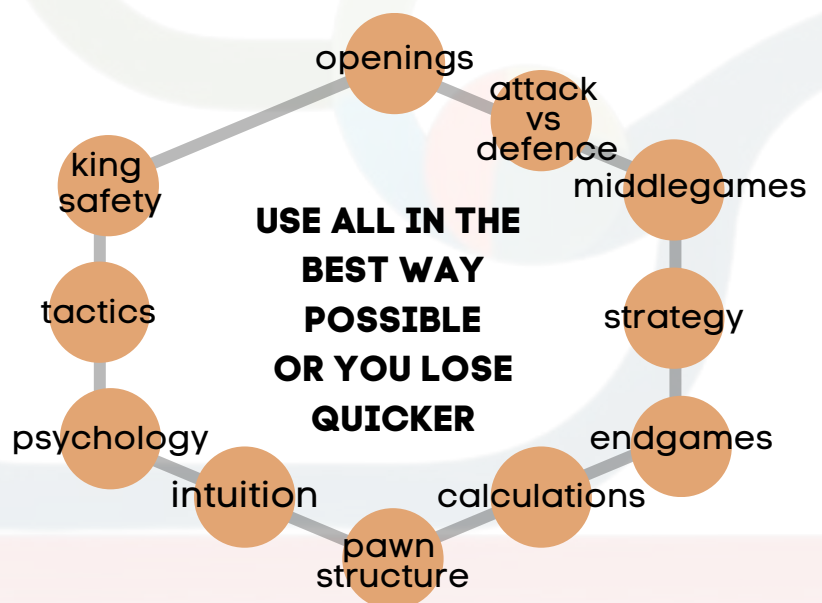 openings
attack
vs
defence
middlegames
strategy
endgames
calculations
pawn
structure
intuition
psychology
tactics
king
safety
USE ALL IN THE
BEST WAY
POSSIBLE
OR YOU LOSE
QUICKER